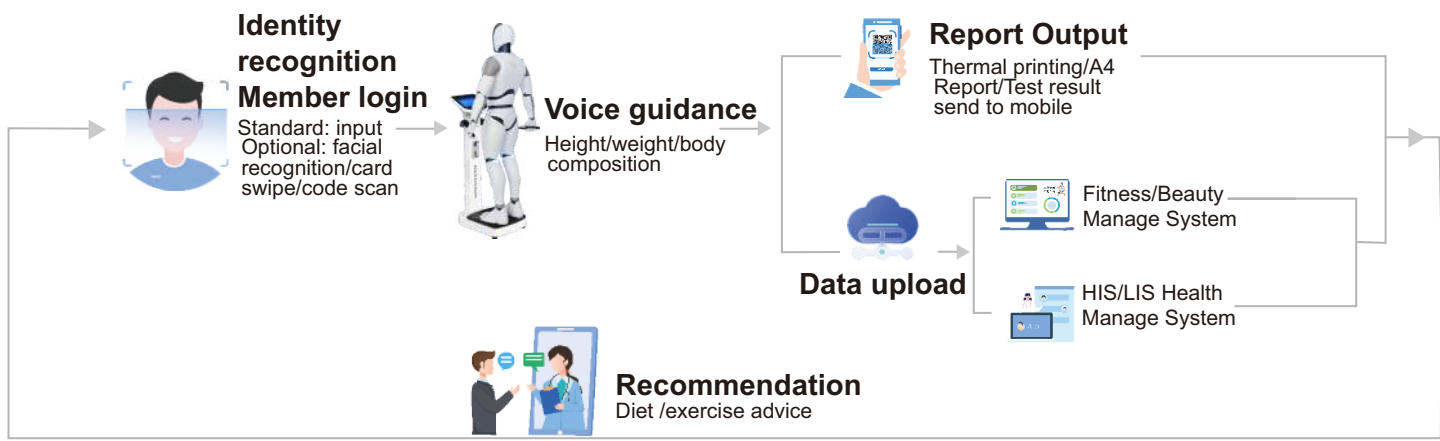 Identity
recognition
Member login
Standard: input
Optional: facial
recognition/card
swipe/code scan
Voice guidance
Height/weight/body
composition
Report Output
Thermal printing/A4
Report/Test result
send to mobile
Data upload
Fitness/Beauty
Manage System
HIS/LIS Health
Manage System
Recommendation
Diet /exercise advice